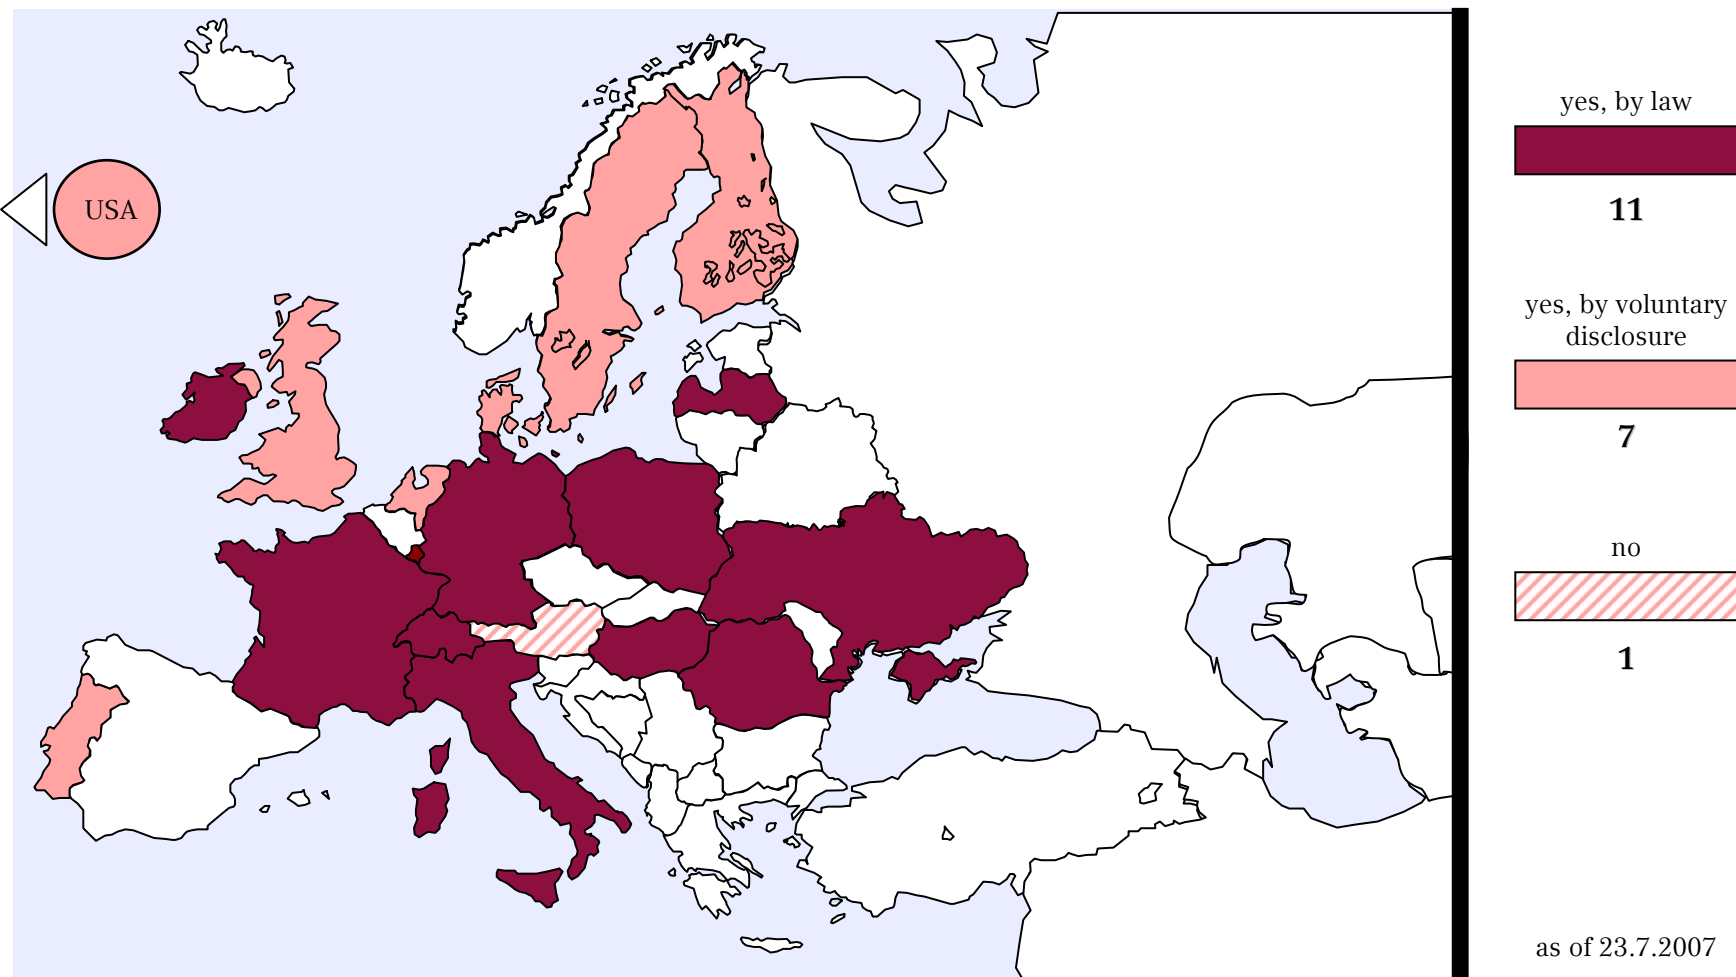 USA
yes, by law
11
yes, by voluntary
disclosure
7
no
1
as of 23.7.2007